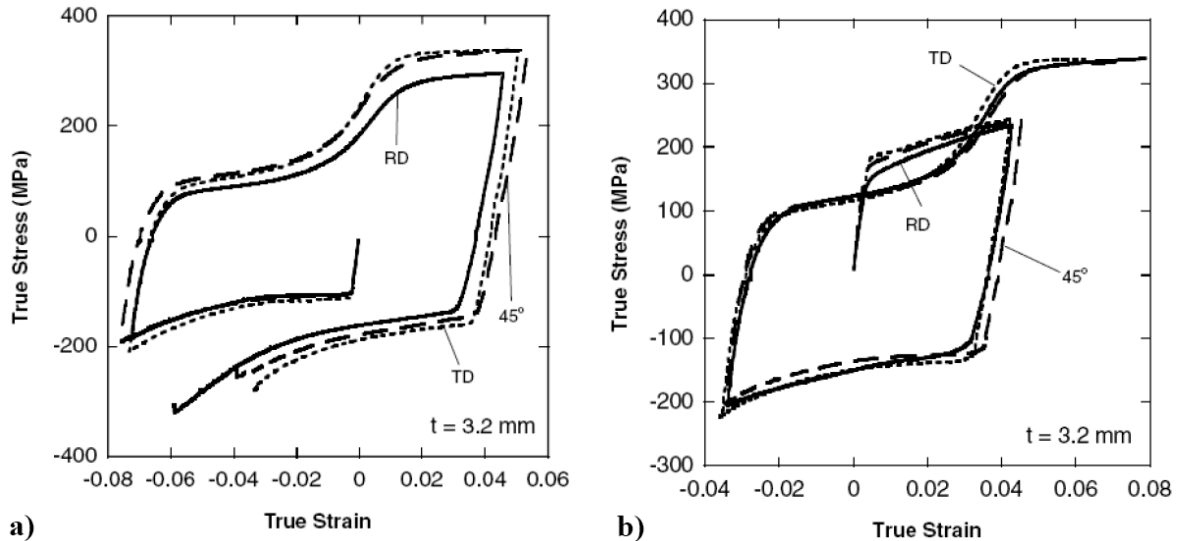 400
200
0
-200
-400
True Stress (MPa)
RD
45°
TD
t = 3.2 mm
-0.08 -0.06 -0.04 -0.02 0 0.02 0.04 0.06
True Strain
a)
400
300
200
100
0
-100
-200
-300
True Stress (MPa)
TD
RD
45°
t = 3.2 mm
-0.04 -0.02 0 0.02 0.04 0.06 0.08
True Strain
b)